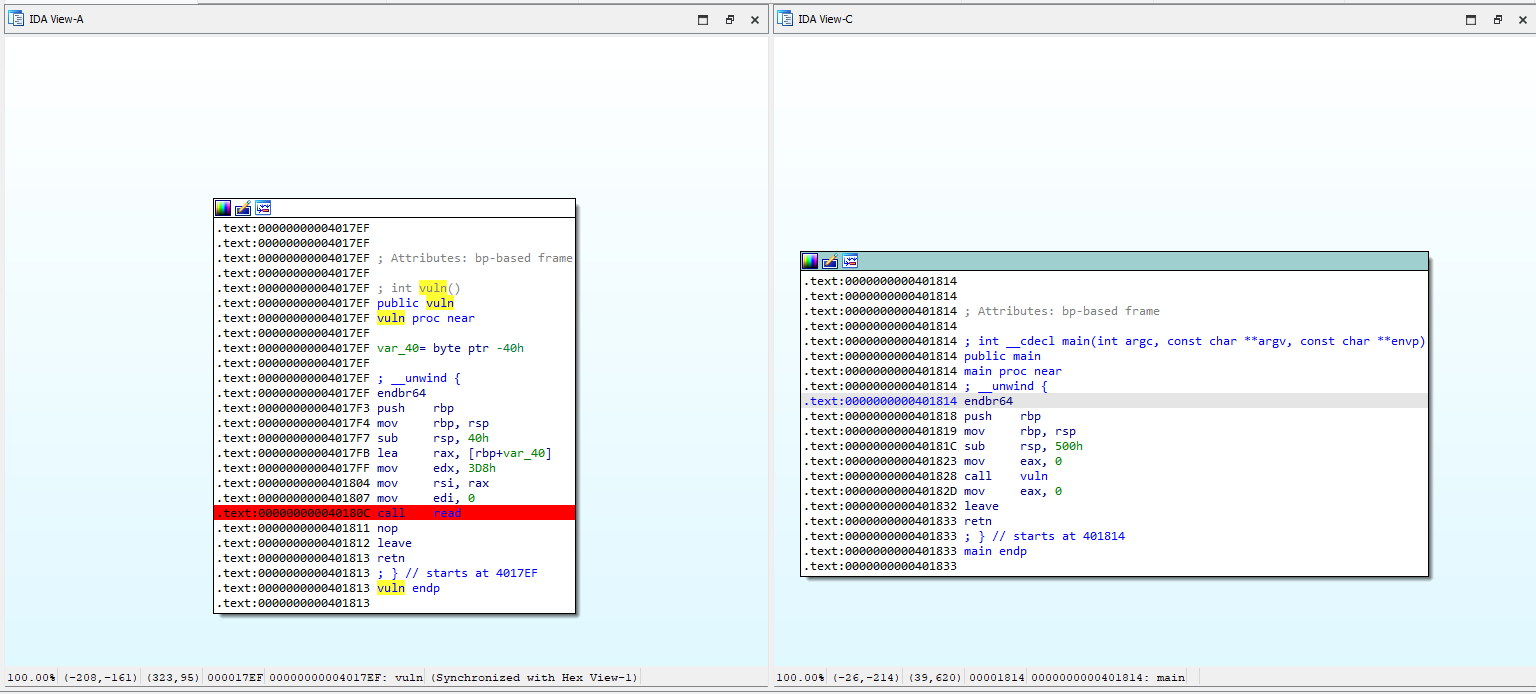 IDA View-A
.text:00000000004017EF
.text:00000000004017EF
.text:00000000004017EF ; Attributes: bp-based frame
.text:00000000004017EF
.text:00000000004017EF ; int vuln()
.text:00000000004017EF public vuln
.text:00000000004017EF vuln proc near
.text:00000000004017EF
.text:00000000004017EF var_40= byte ptr -40h
.text:00000000004017EF
.text:00000000004017EF ; __unwind {
.text:00000000004017EF endbr64
.text:00000000004017F3 push    rbp
.text:00000000004017F4 mov     rbp, rsp
.text:00000000004017F7 sub     rsp, 40h
.text:00000000004017FB lea     rax, [rbp+var_40]
.text:00000000004017FF mov     edx, 3D8h
.text:0000000000401804 mov     rsi, rax
.text:0000000000401807 mov     edi, 0
.text:000000000040180C call    read
.text:0000000000401811 nop
.text:0000000000401812 leave
.text:0000000000401813 retn
.text:0000000000401813 ; } // starts at 4017EF
.text:0000000000401813 vuln endp
.text:0000000000401813
100.00% (-208,-161) (323,95) 000017EF 00000000004017EF: vuln (Synchronized with Hex View-1)
IDA View-C
.text:0000000000401814
.text:0000000000401814
.text:0000000000401814 ; Attributes: bp-based frame
.text:0000000000401814
.text:0000000000401814 ; int __cdecl main(int argc, const char **argv, const char **envp)
.text:0000000000401814 public main
.text:0000000000401814 main proc near
.text:0000000000401814 ; __unwind {
.text:0000000000401814 endbr64
.text:0000000000401818 push    rbp
.text:0000000000401819 mov     rbp, rsp
.text:000000000040181C sub     rsp, 500h
.text:0000000000401823 mov     eax, 0
.text:0000000000401828 call    vuln
.text:000000000040182D mov     eax, 0
.text:0000000000401832 leave
.text:0000000000401833 retn
.text:0000000000401833 ; } // starts at 401814
.text:0000000000401833 main endp
.text:0000000000401833
100.00% (-26,-214) (39,620) 00001814 0000000000401814: main